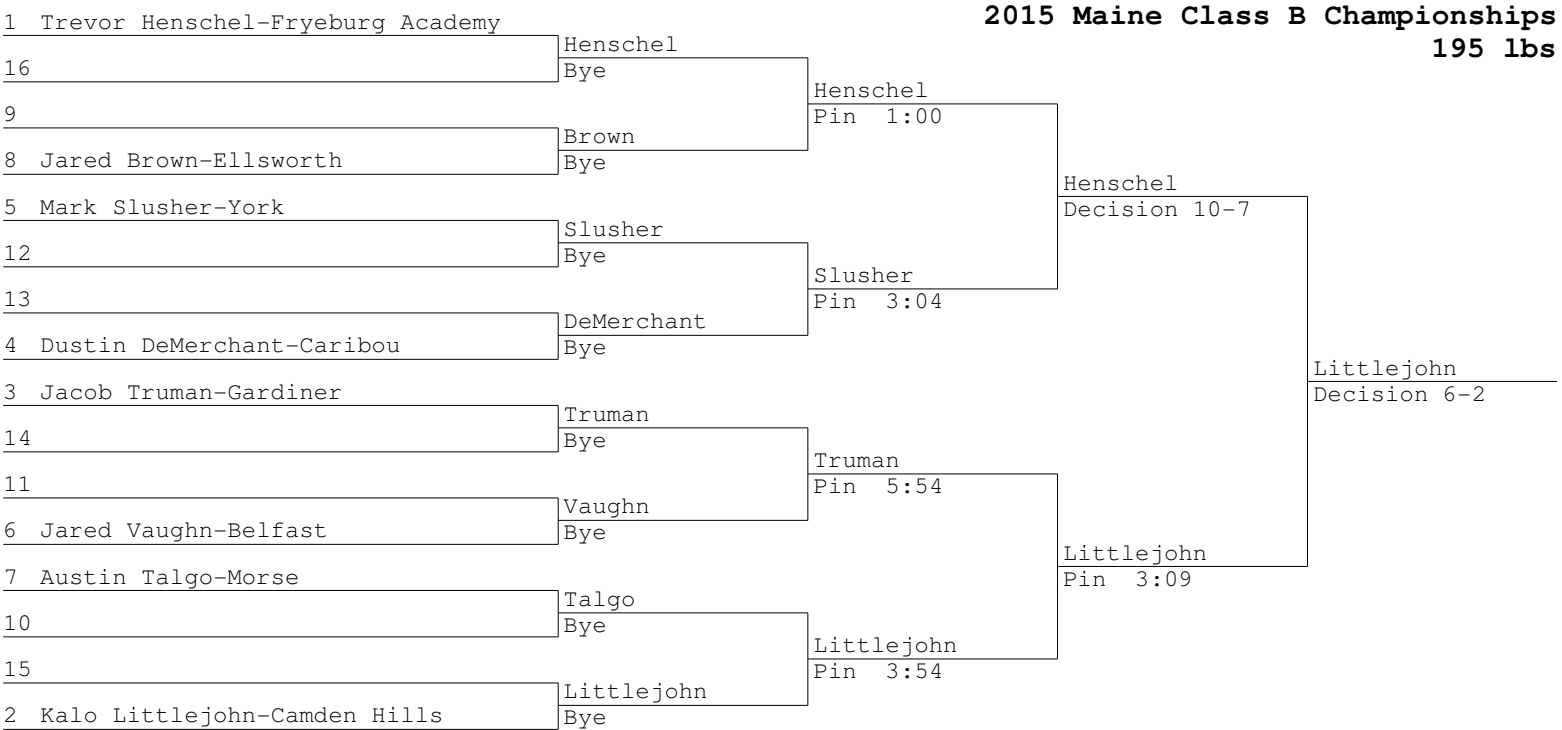 2015 Maine Class B Championships
195 lbs
1 Trevor Henschel-Fryeburg Academy
16
9
8 Jared Brown-Ellsworth
5 Mark Slusher-York
12
13
4 Dustin DeMerchant-Caribou
3 Jacob Truman-Gardiner
14
11
6 Jared Vaughn-Belfast
7 Austin Talgo-Morse
10
15
2 Kalo Littlejohn-Camden Hills
Henschel
Bye
Brown
Bye
Slusher
Bye
DeMerchant
Bye
Truman
Bye
Vaughn
Bye
Talgo
Bye
Littlejohn
Bye
Henschel
Pin 1:00
Slusher
Pin 3:04
Truman
Pin 5:54
Littlejohn
Pin 3:54
Henschel
Decision 10-7
Littlejohn
Pin 3:09
Littlejohn
Decision 6-2